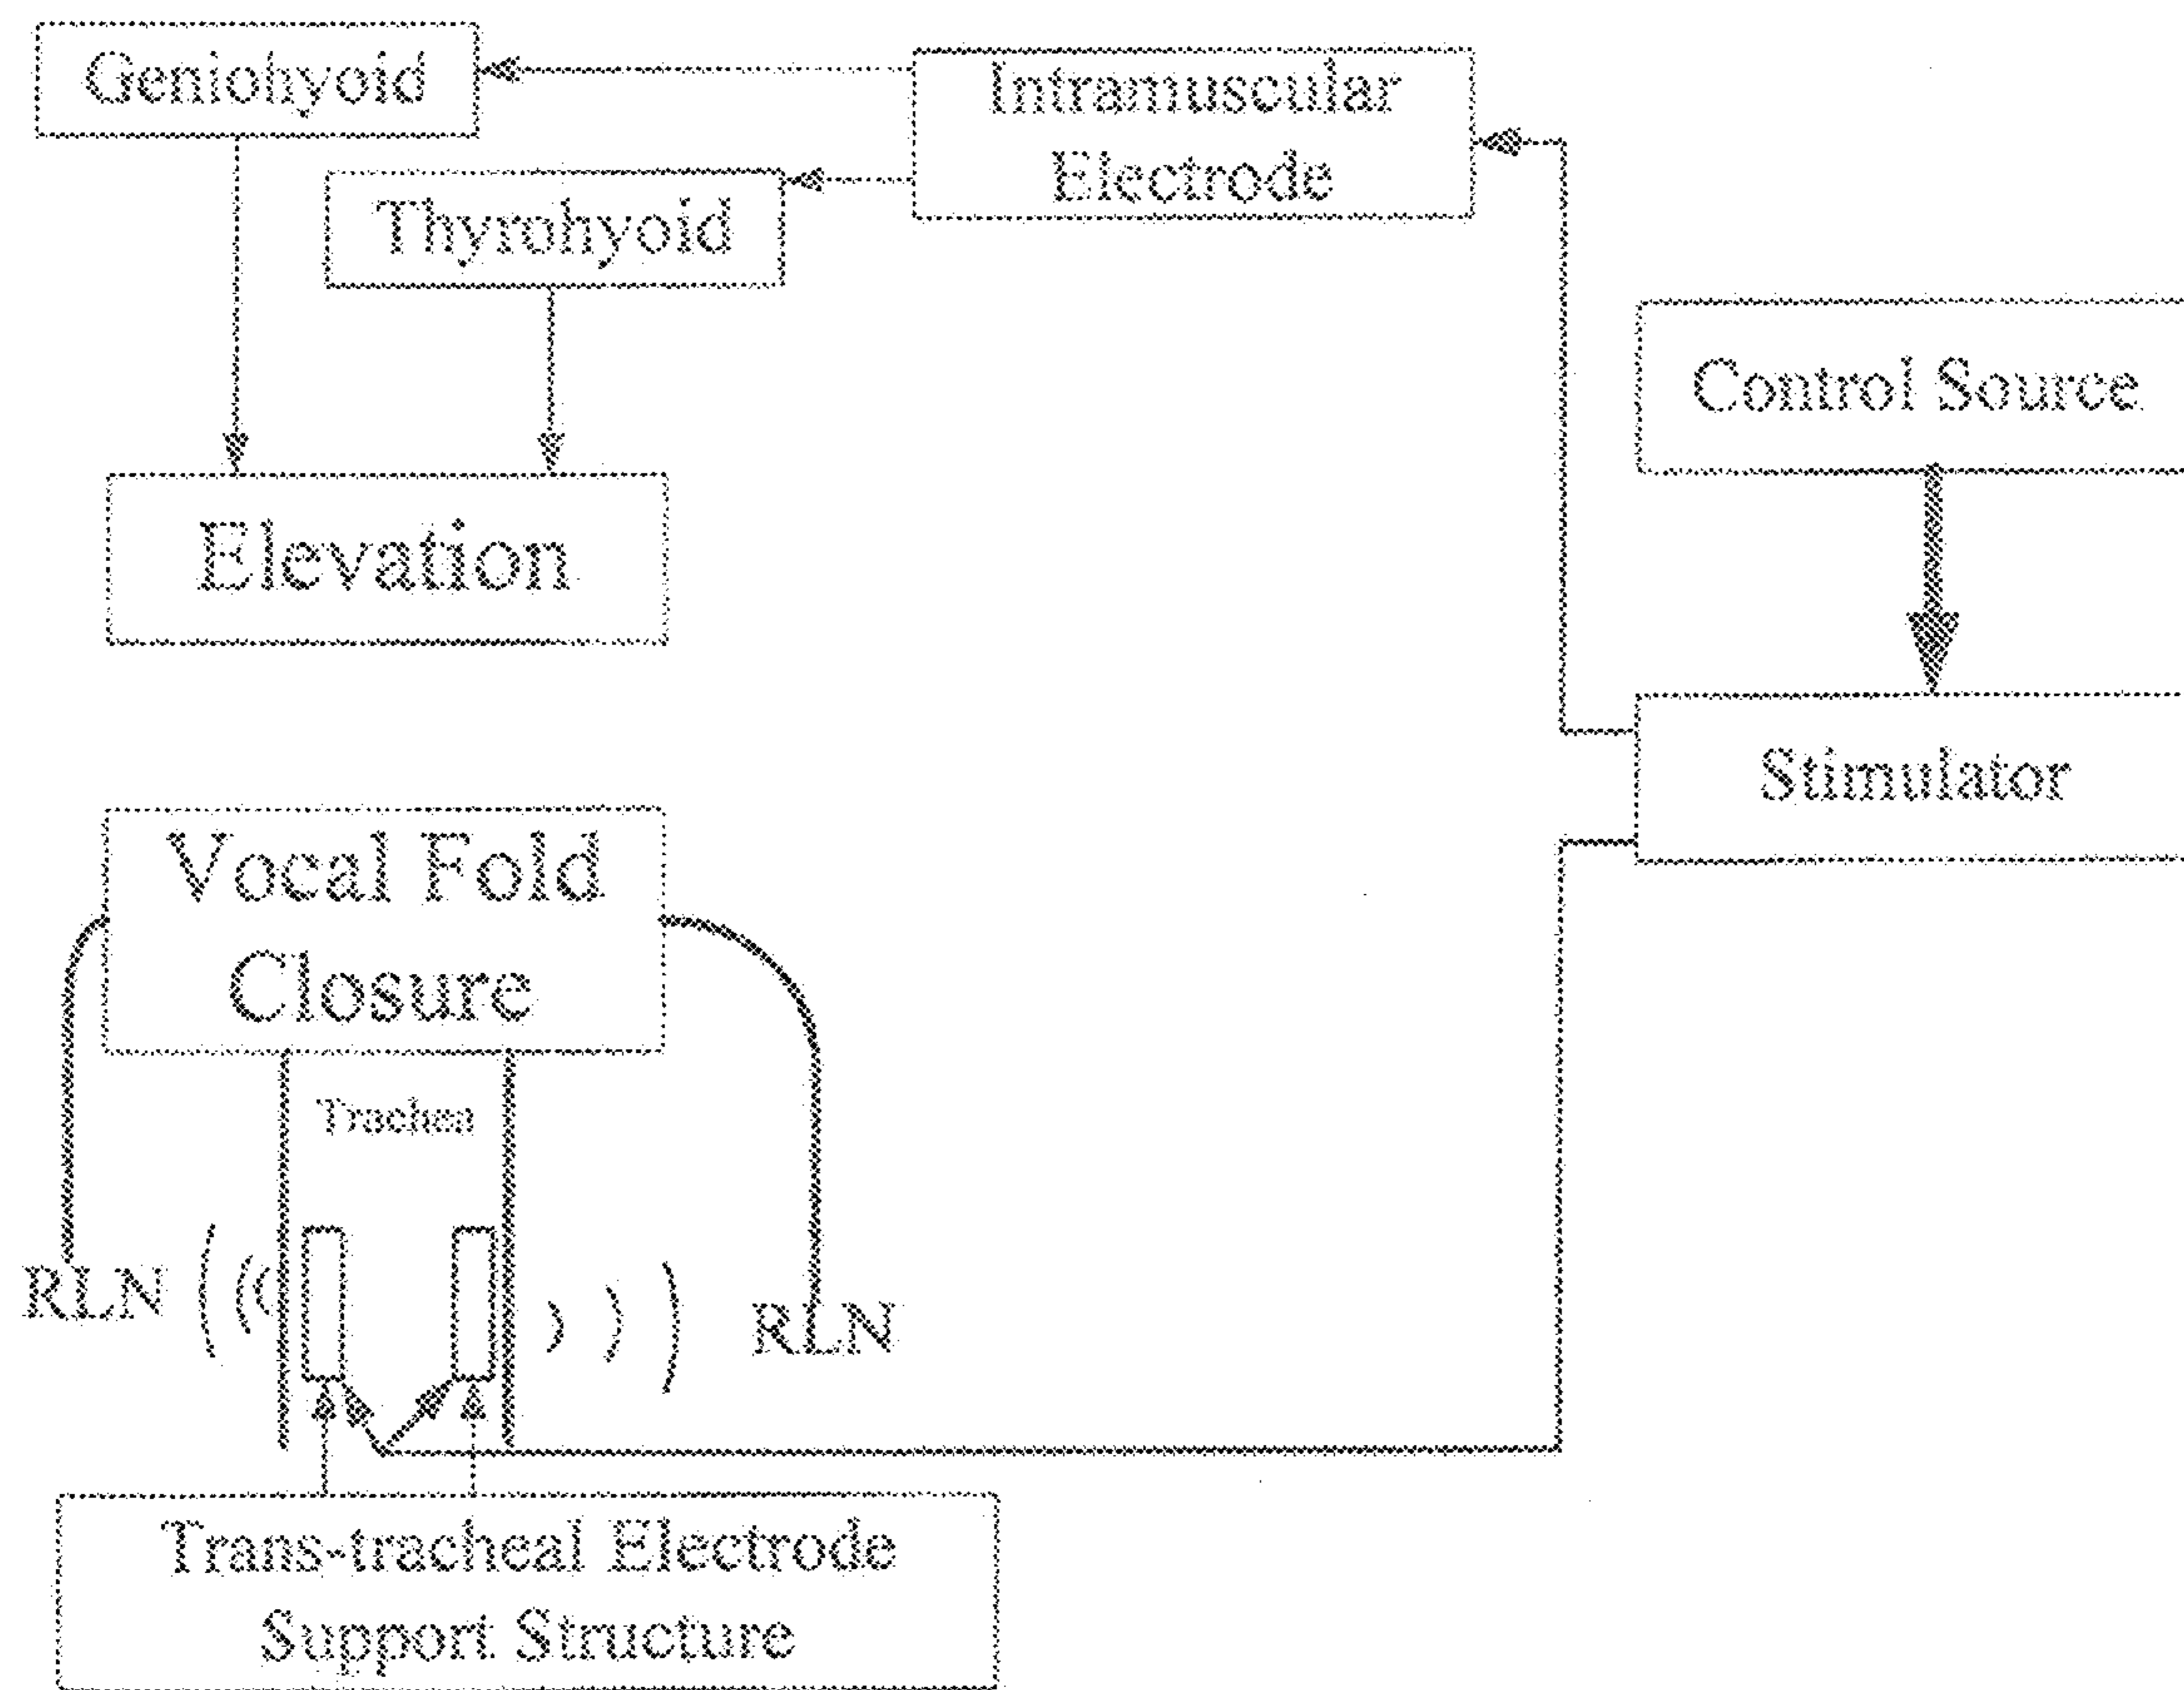 Geniohyoid
Intramuscular
Electrode
Thyrohyoid
Control Source
Elevation
Stimulator
Vocal Fold
Closure
Trachea
RLN
RLN
Trans-tracheal Electrode
Support Structure